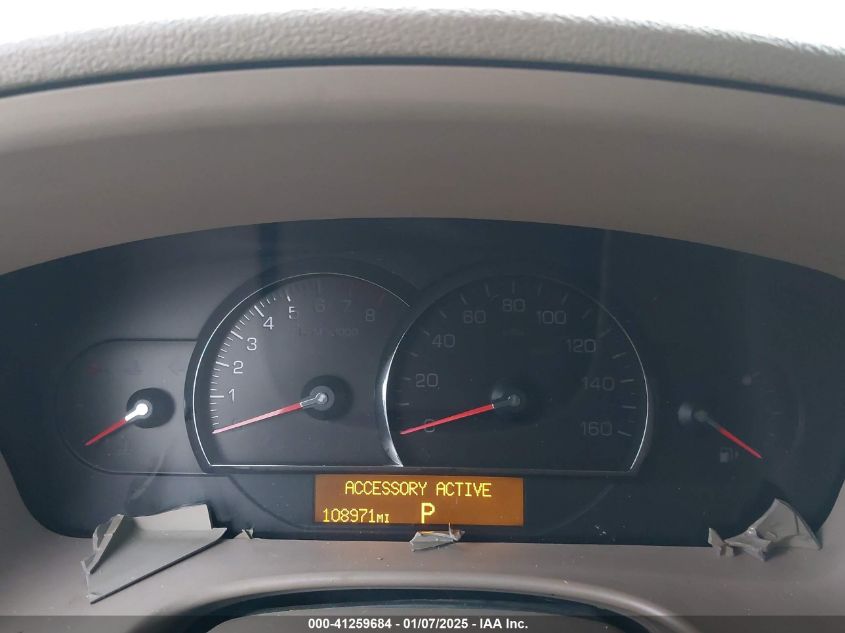 1 2 3 4 5 6 7 8
0 20 40 60 80 100 120 140 160
ACCESSORY ACTIVE
108971MI P
000-41259684 - 01/07/2025 - IAA Inc.